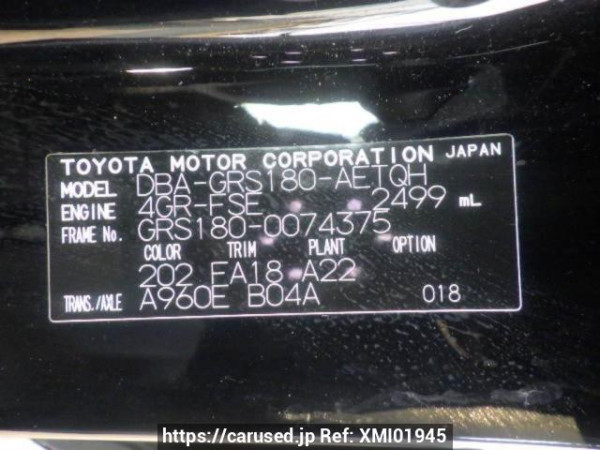 TOYOTA MOTOR CORPORATION JAPAN
MODEL DBA-GRS180-AETQH
ENGINE 4GR-FSE 2499 mL
FRAME No. GRS180-0074375
COLOR TRIM PLANT OPTION
202 FA18 A22
TRANS./AXLE A960E B04A 018
https://carused.jp Ref: XMI01945